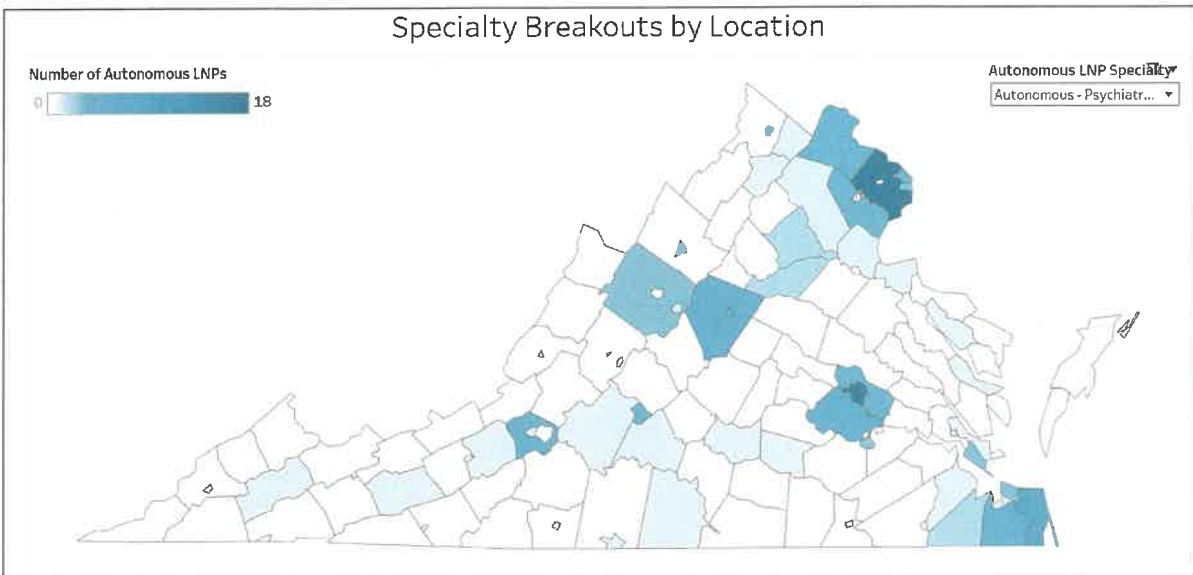 Specialty Breakouts by Location
Number of Autonomous LNPs
0
18
Autonomous LNP Specialty
Autonomous - Psychiatr...